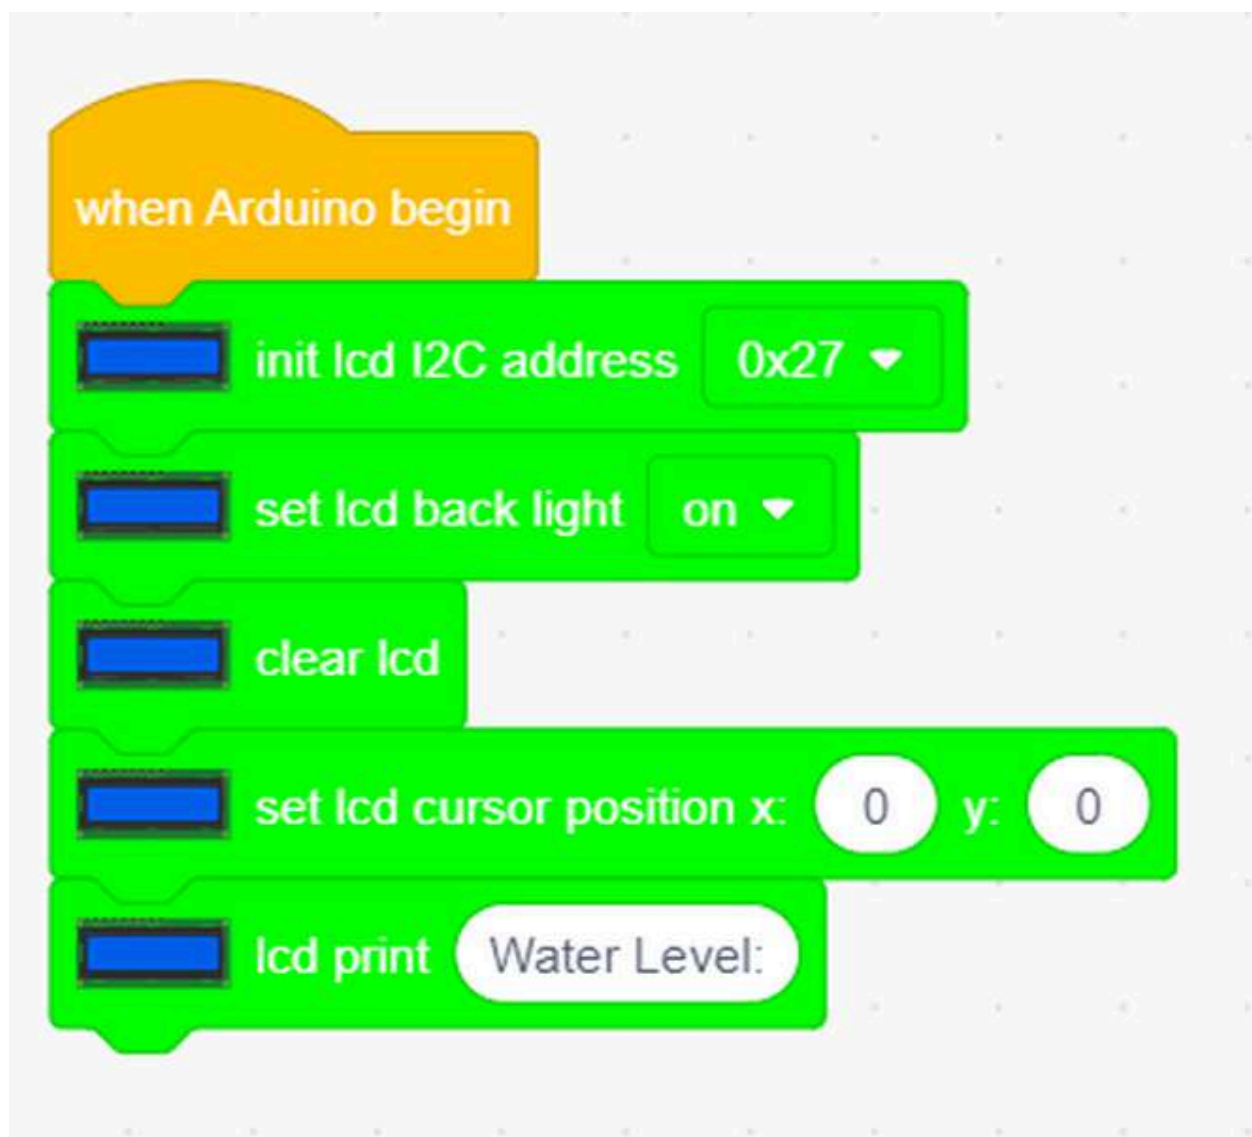 when Arduino begin
init lcd I2C address 0x27
set lcd back light on
clear lcd
set lcd cursor position x: 0 y: 0
lcd print Water Level: